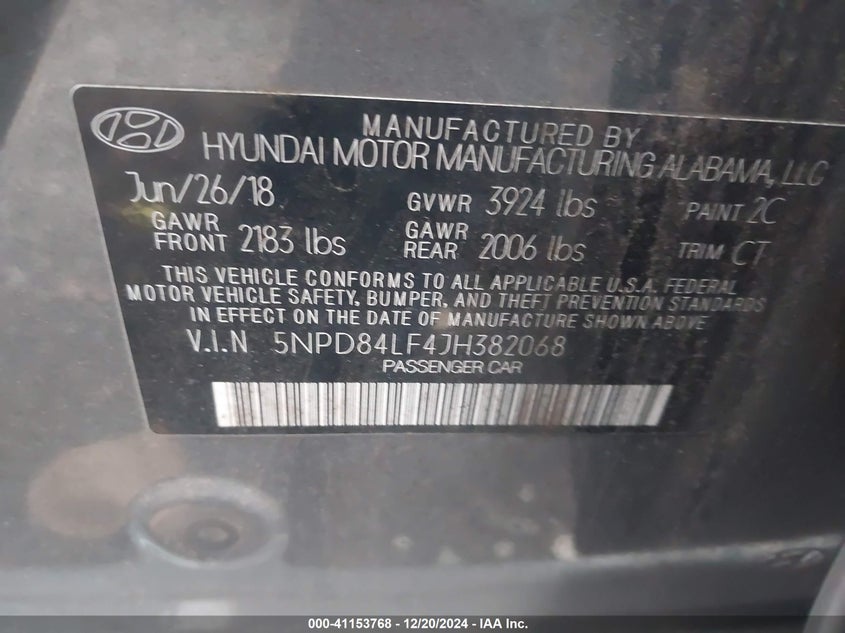 MANUFACTURED BY
HYUNDAI MOTOR MANUFACTURING ALABAMA, LLC
Jun/26/18 GVWR 3924 lbs PAINT 2C
GAWR FRONT 2183 lbs GAWR REAR 2006 lbs TRIM CT
THIS VEHICLE CONFORMS TO ALL APPLICABLE U.S.A. FEDERAL
MOTOR VEHICLE SAFETY, BUMPER, AND THEFT PREVENTION STANDARDS
IN EFFECT ON THE DATE OF MANUFACTURE SHOWN ABOVE
V.I.N 5NPD84LF4JH382068
PASSENGER CAR
000-41153768 - 12/20/2024 - IAA Inc.